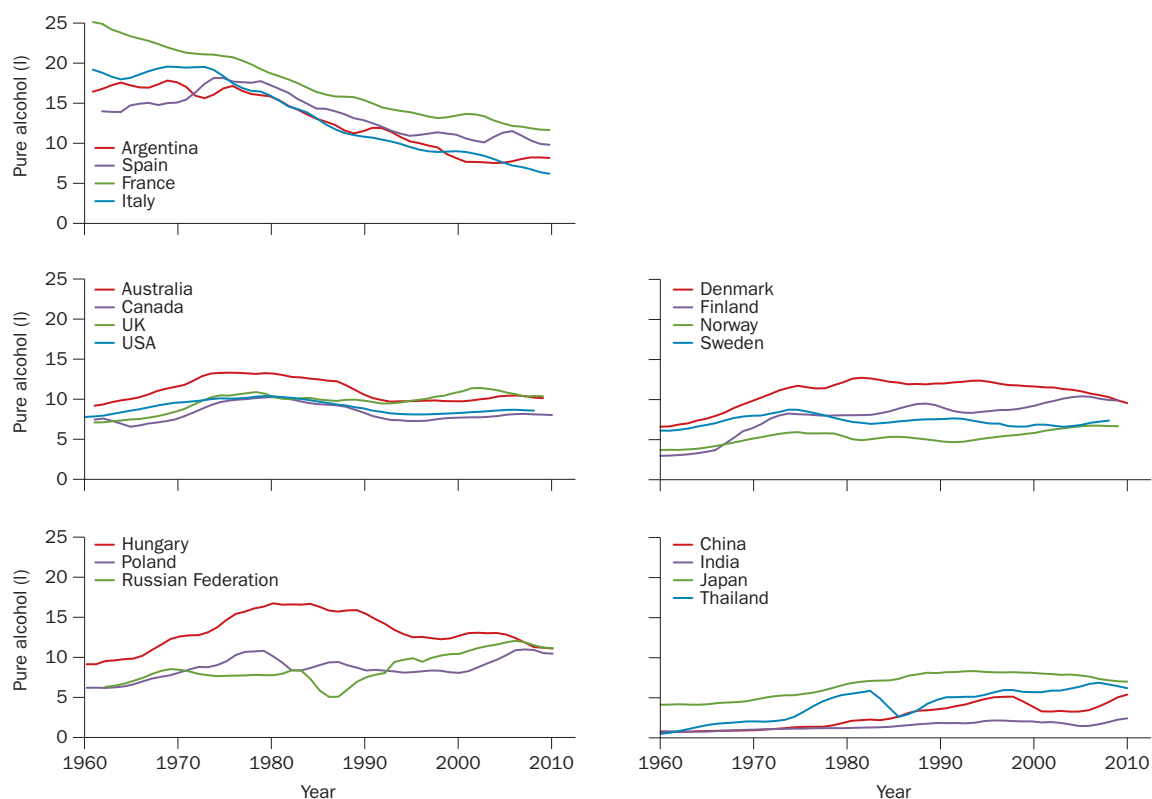 Pure alcohol (l)
25
20
15
10
5
0
Argentina
Spain
France
Italy
Pure alcohol (l)
25
20
15
10
5
0
Australia
Canada
UK
USA
Denmark
Finland
Norway
Sweden
Pure alcohol (l)
25
20
15
10
5
0
Hungary
Poland
Russian Federation
1960 1970 1980 1990 2000 2010
Year
China
India
Japan
Thailand
1960 1970 1980 1990 2000 2010
Year